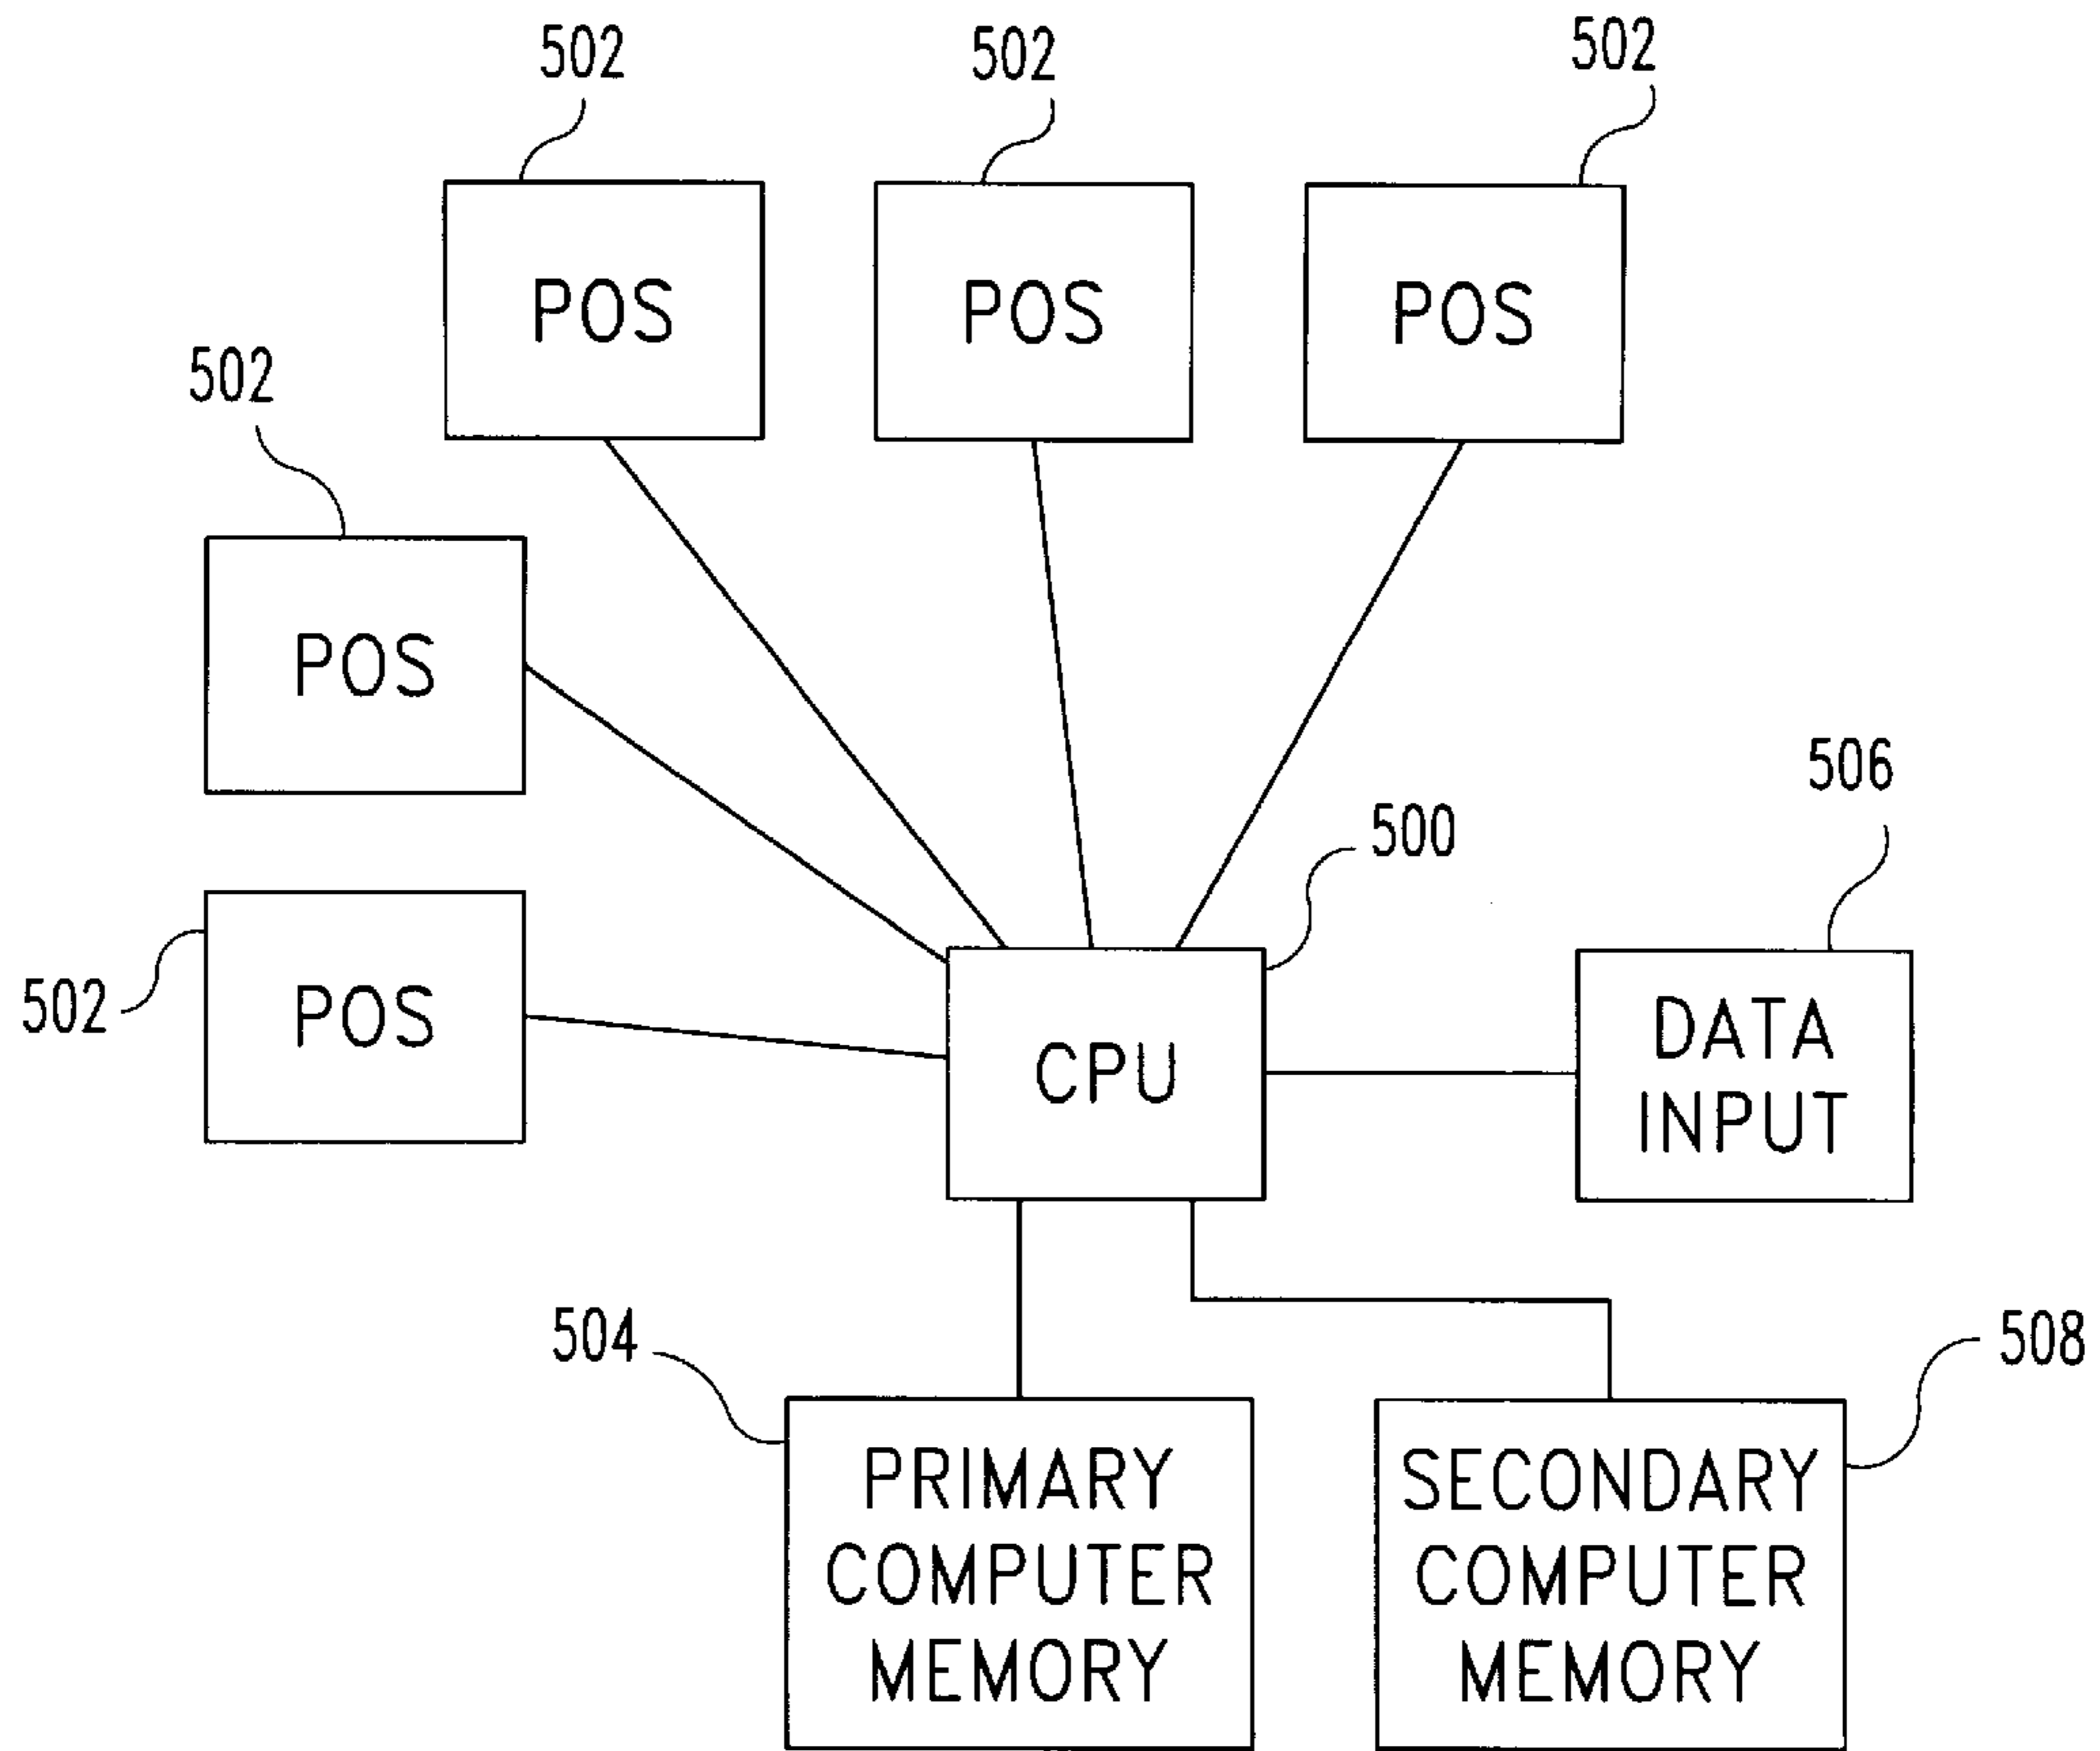 502
502
502
POS
POS
POS
502
POS
506
500
502
POS
CPU
DATA
INPUT
504
508
PRIMARY
COMPUTER
MEMORY
SECONDARY
COMPUTER
MEMORY